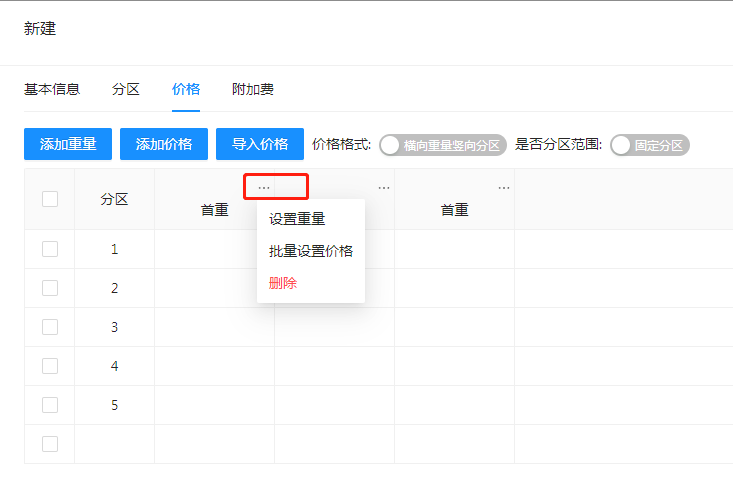 新建
基本信息 分区 价格 附加费
添加重量 添加价格 导入价格 价格格式: 横向重量竖向分区 是否分区范围: 固定分区
... ... ...
分区 首重 首重
设置重量
1 批量设置价格
2 删除
3
4
5